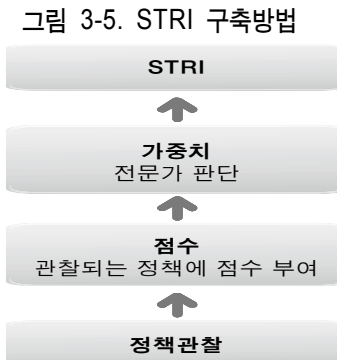 그림 3-5. STRI 구축방법
STRI
가중치
전문가 판단
점수
관찰되는 정책에 점수 부여
정책관찰